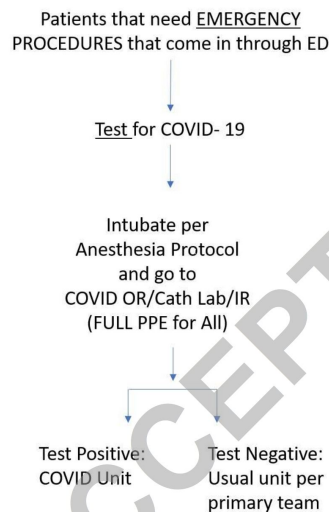 Patients that need EMERGENCY
PROCEDURES that come in through ED
Test for COVID- 19
Intubate per
Anesthesia Protocol
and go to
COVID OR/Cath Lab/IR
(FULL PPE for All)
Test Positive:
COVID Unit
Test Negative:
Usual unit per
primary team
CCEPT